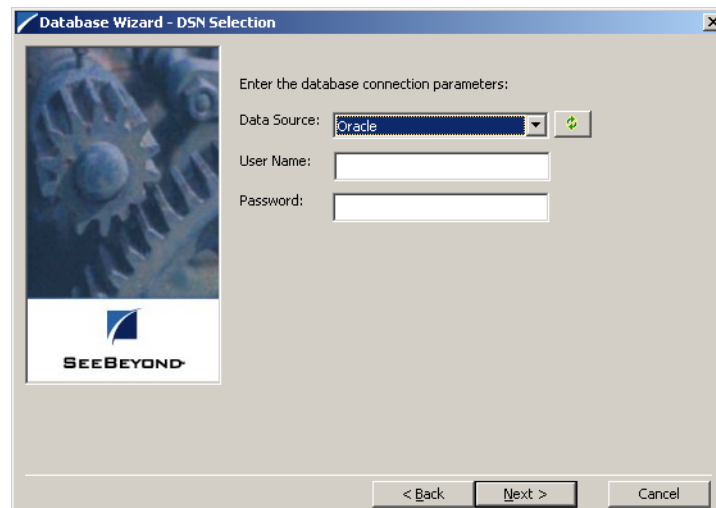 Database Wizard - DSN Selection
Enter the database connection parameters:
Data Source: Oracle
User Name:
Password:
SEEBEYOND
< Back Next > Cancel